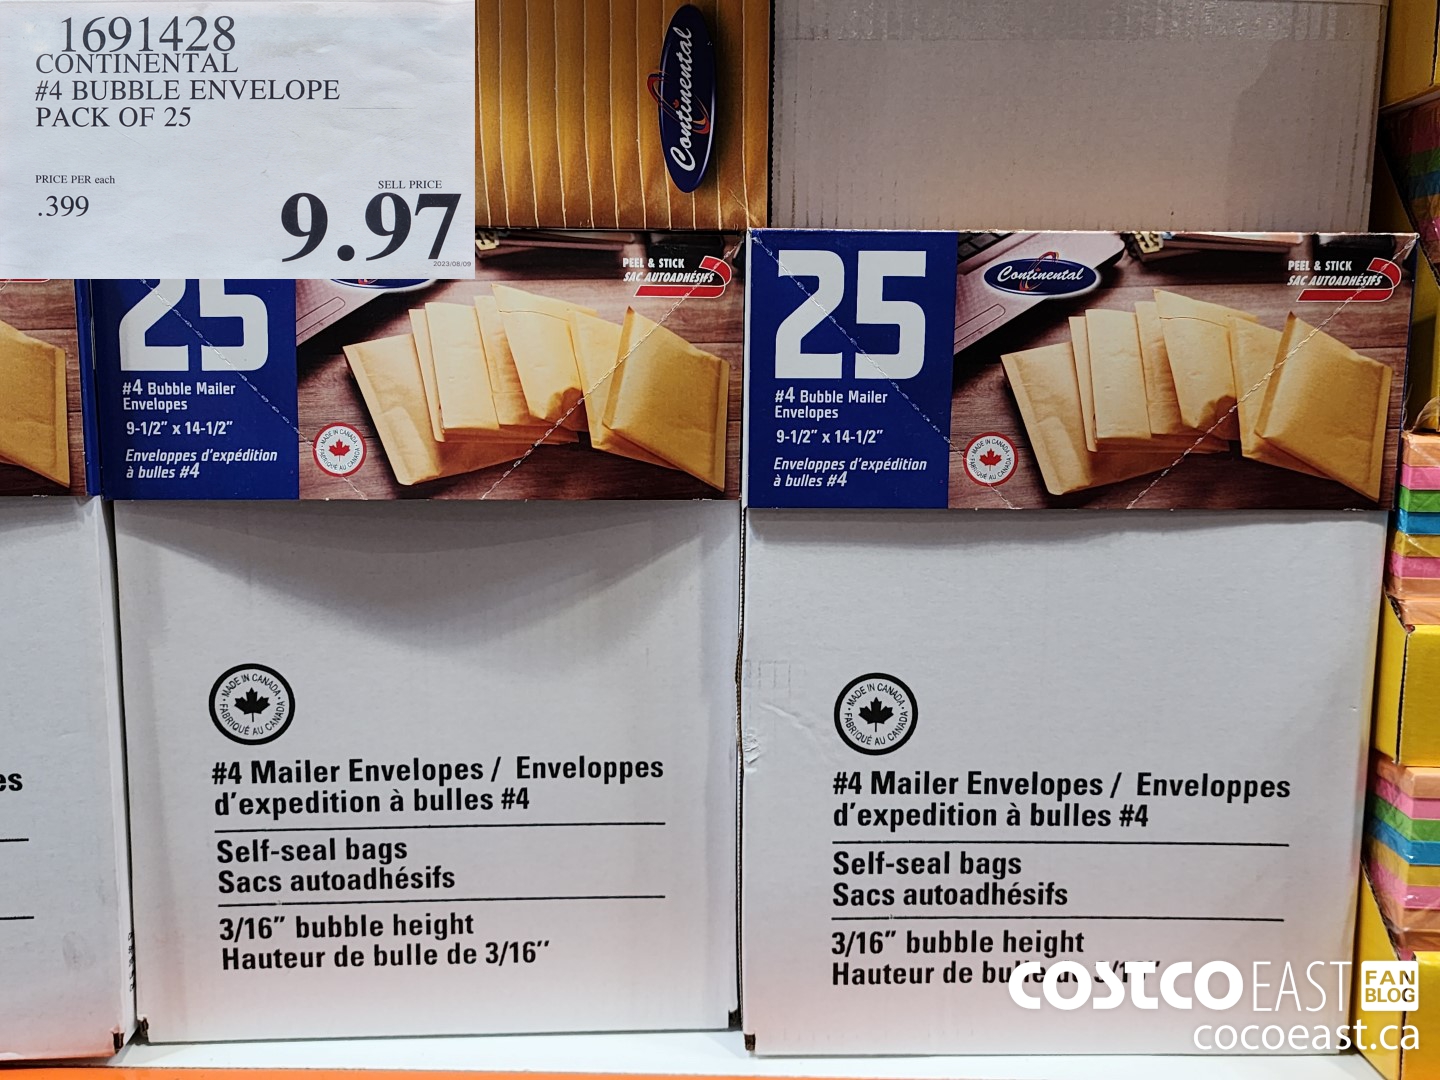 1691428
CONTINENTAL
#4 BUBBLE ENVELOPE
PACK OF 25
PRICE PER each
.399
SELL PRICE
9.97
2023/08/09
Continental
25
#4 Bubble Mailer
Envelopes
9-1/2" x 14-1/2"
Enveloppes d'expédition
à bulles #4
PEEL & STICK
SAC AUTOADHÉSIFS
MADE IN CANADA
FABRIQUÉ AU CANADA
25
#4 Bubble Mailer
Envelopes
9-1/2" x 14-1/2"
Enveloppes d'expédition
à bulles #4
Continental
PEEL & STICK
SAC AUTOADHÉSIFS
MADE IN CANADA
FABRIQUÉ AU CANADA
es
MADE IN CANADA
FABRIQUÉ AU CANADA
#4 Mailer Envelopes / Enveloppes
d'expedition à bulles #4
Self-seal bags
Sacs autoadhésifs
3/16" bubble height
Hauteur de bulle de 3/16"
MADE IN CANADA
FABRIQUÉ AU CANADA
#4 Mailer Envelopes / Enveloppes
d'expedition à bulles #4
Self-seal bags
Sacs autoadhésifs
3/16" bubble height
Hauteur de bulle de 3/16"
COSTCO EAST FAN BLOG
cocoeast.ca